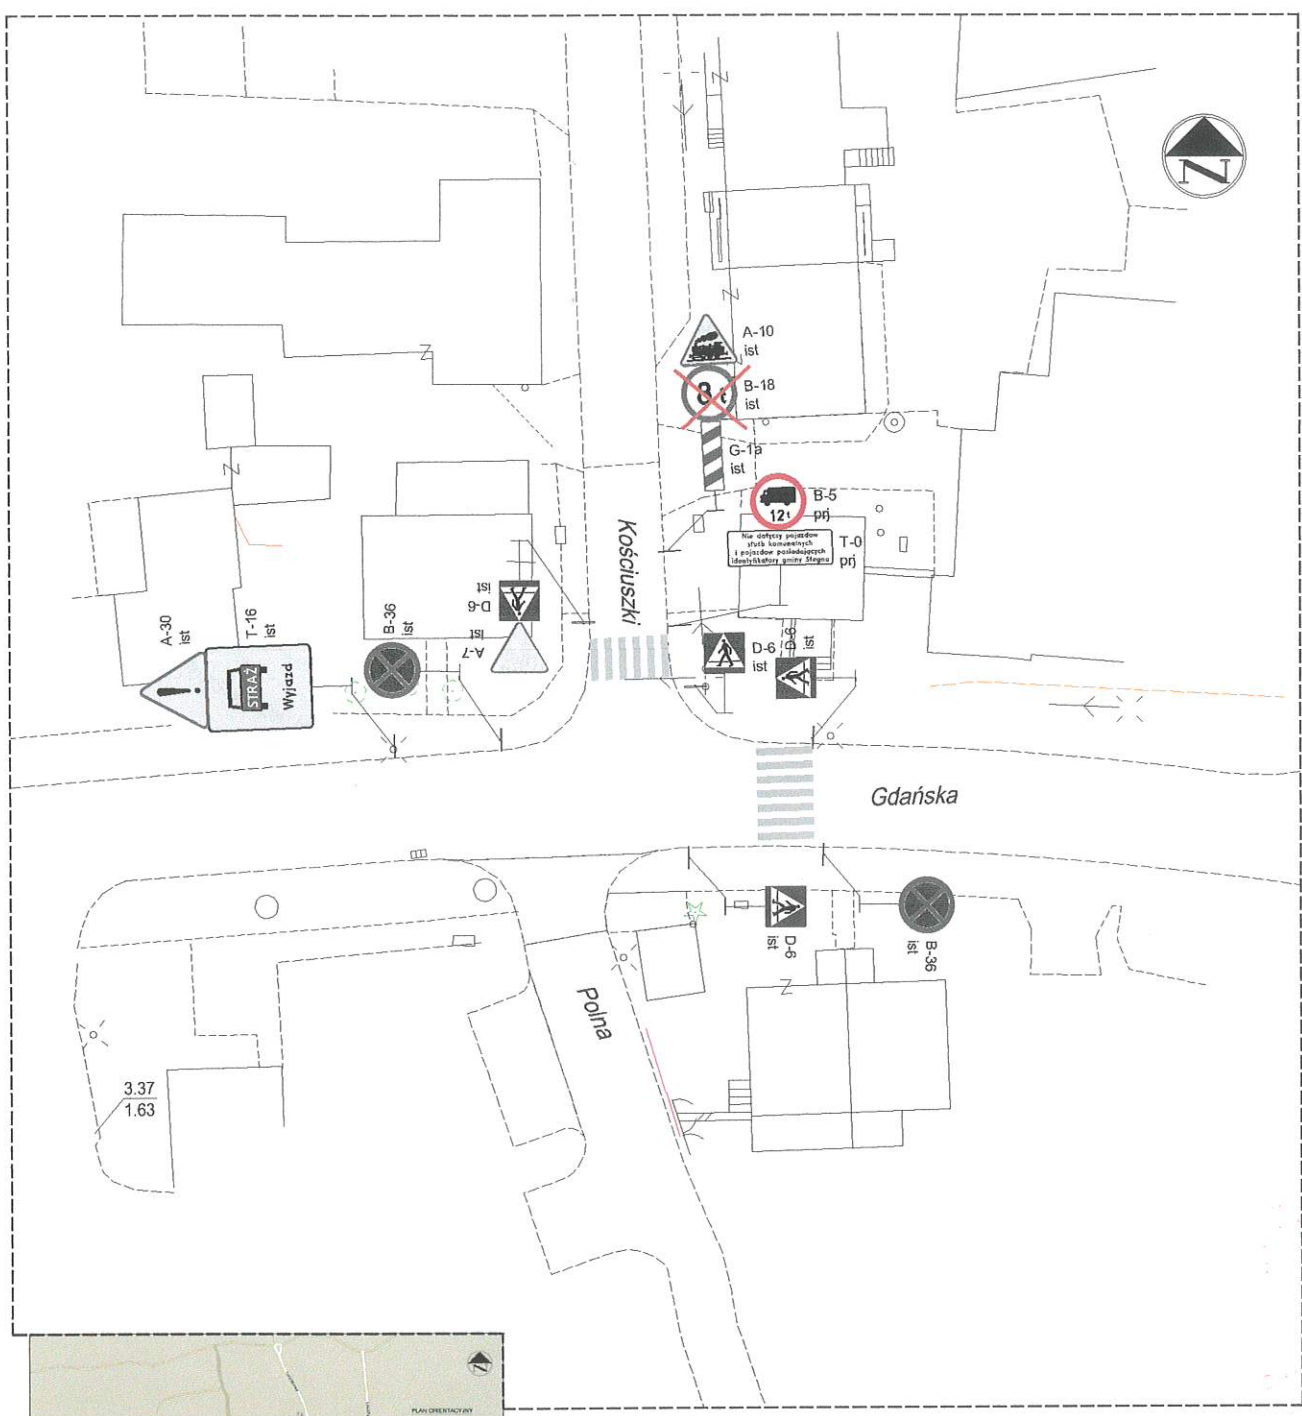 N
A-10
ist
8 t
B-18
ist
G-1a
ist
12 t
B-5
prj
Nie dotyczy pojazdów
służb komunalnych
i pojazdów posiadających
identyfikatory gminy Stegna
T-0
prj
Kościuszki
D-6
ist
A-7
ist
B-36
ist
T-16
ist
A-30
ist
STRAŻ
Wyjazd
D-6
ist
D-6
ist
Gdańska
D-6
ist
B-36
ist
Polna
3.37
1.63
N
PLAN ORIENTACYJNY